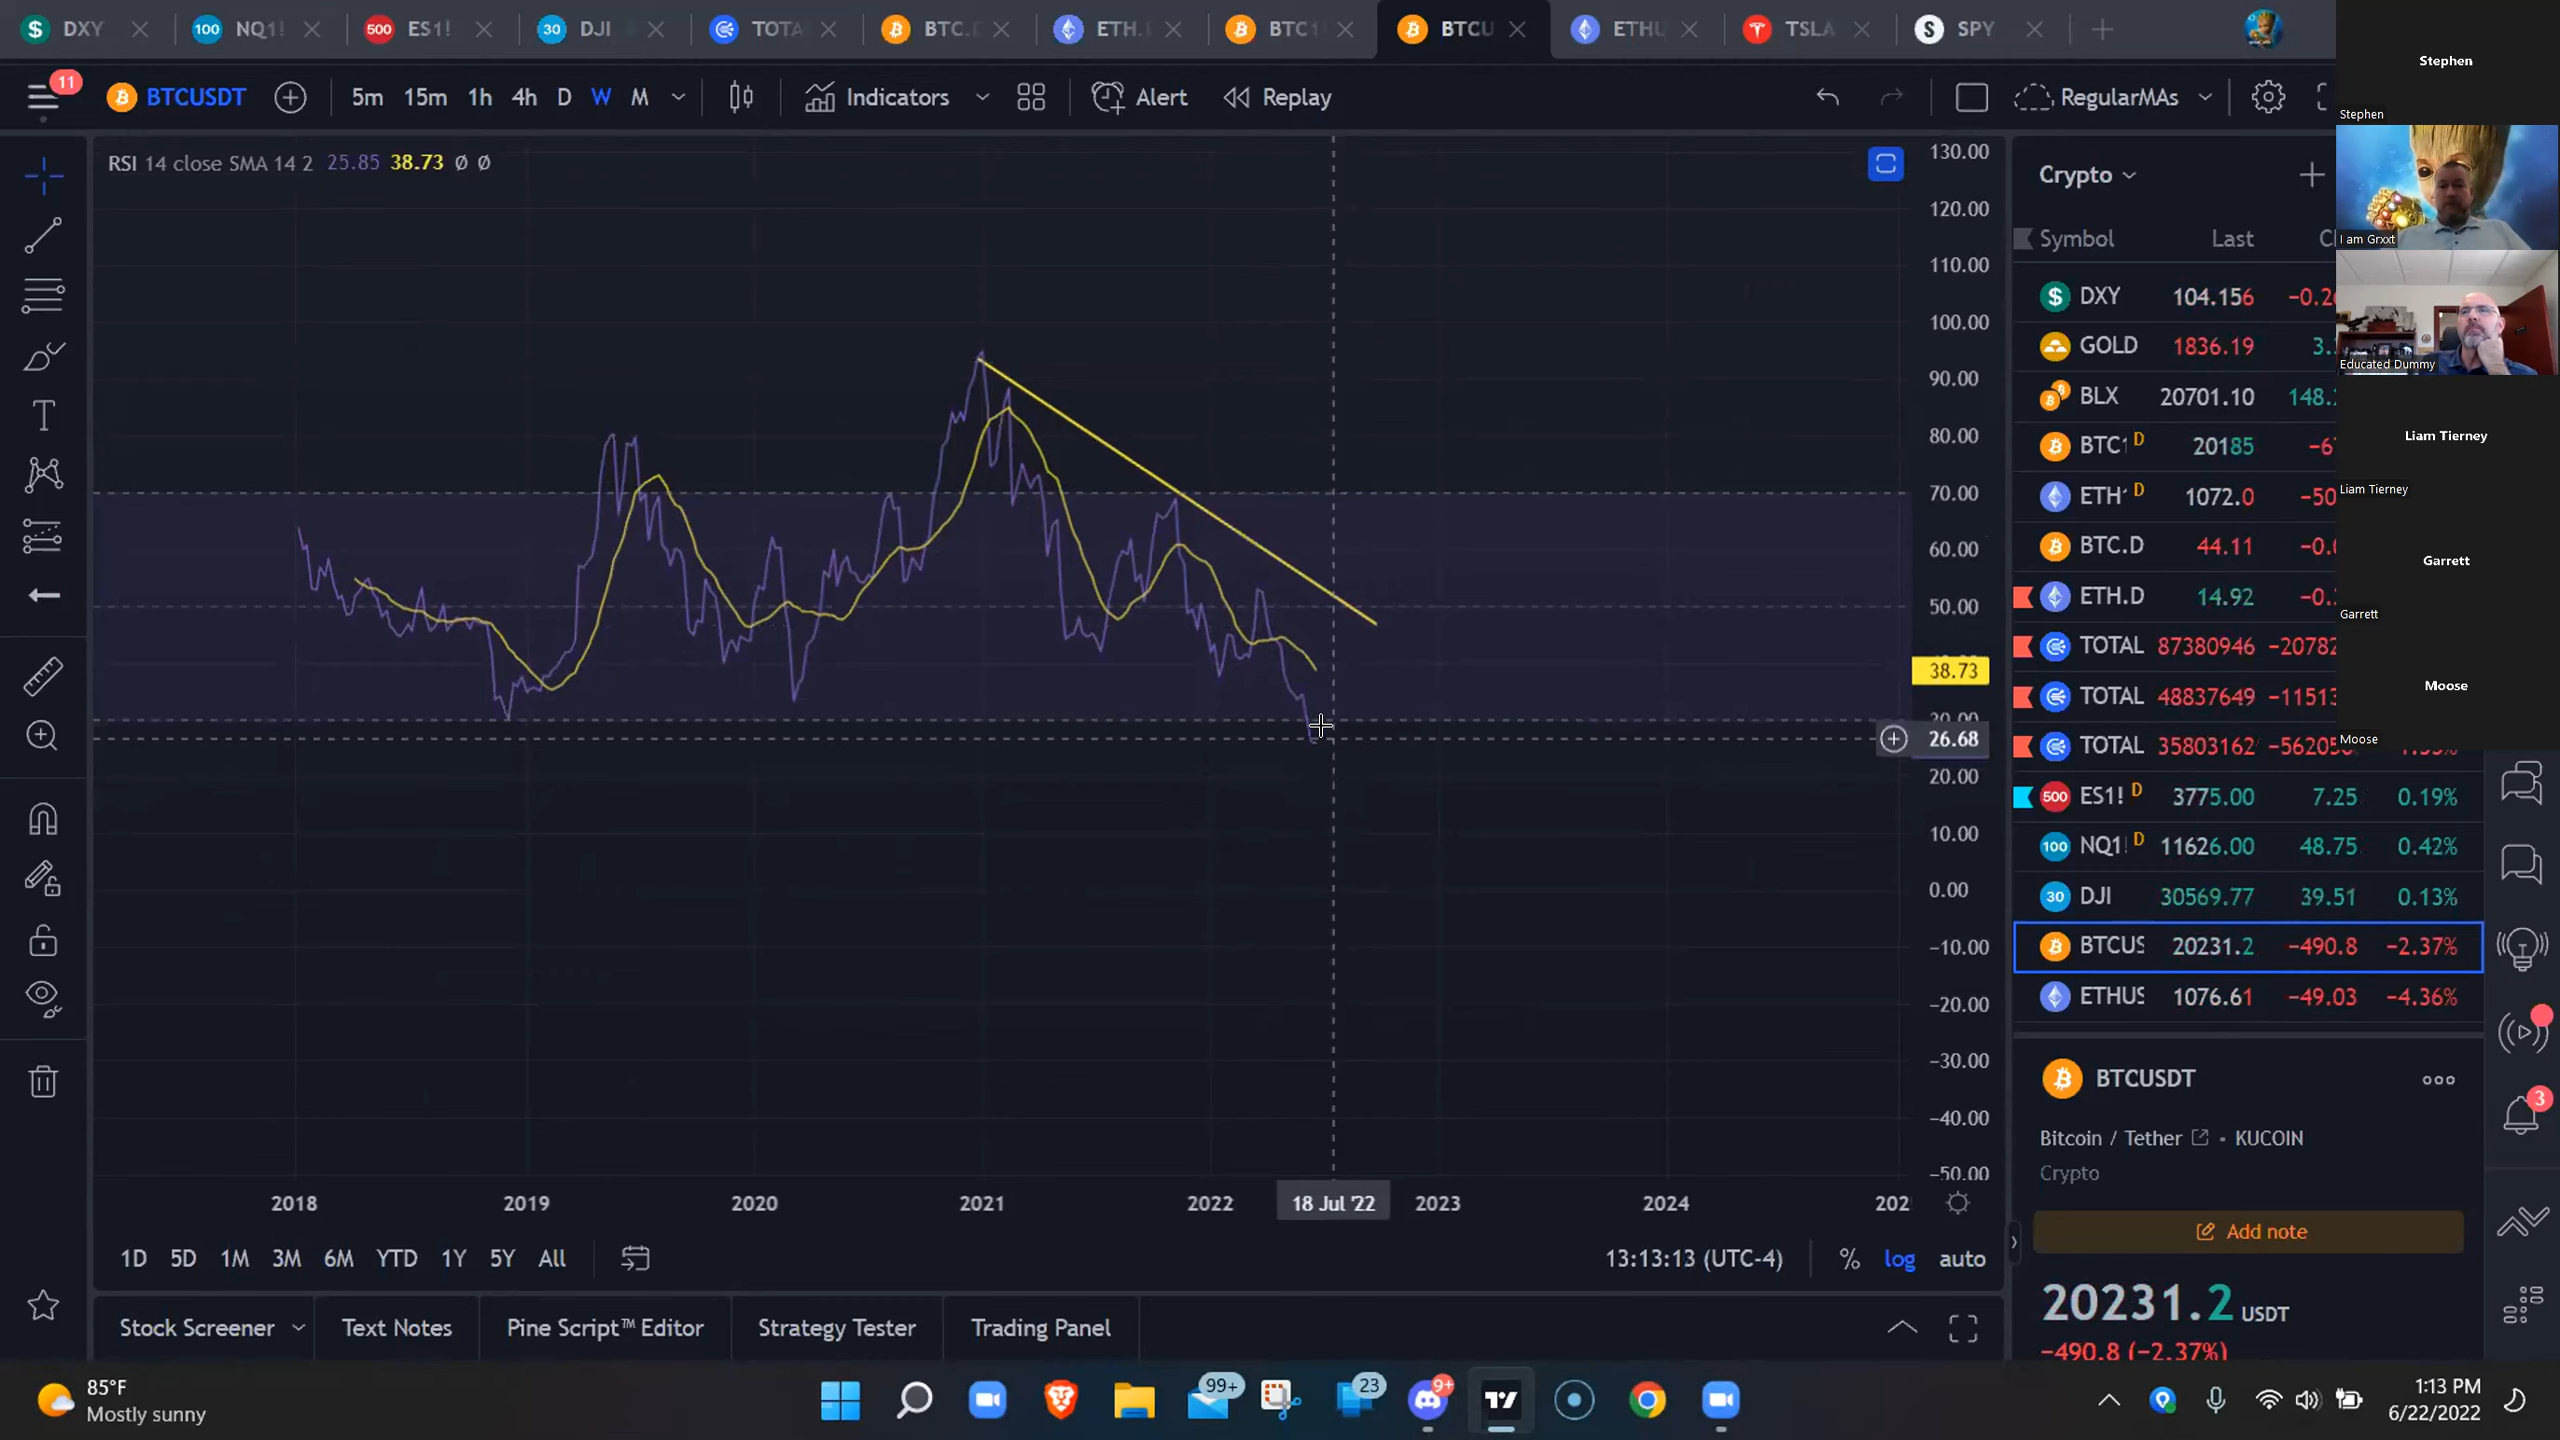 DXY
NQ1!
ES1!
DJI
TOTA
BTC.D
ETH.
BTC1
BTCU
ETHU
TSLA
SPY
11
BTCUSDT
5m 15m 1h 4h D W M
Indicators
Alert
Replay
RegularMAs
RSI 14 close SMA 14 2 25.85 38.73 Ø Ø
130.00
120.00
110.00
100.00
90.00
80.00
70.00
60.00
50.00
38.73
26.68
20.00
10.00
0.00
−10.00
−20.00
−30.00
−40.00
−50.00
2018 2019 2020 2021 2022 18 Jul '22 2023 2024
1D 5D 1M 3M 6M YTD 1Y 5Y All
13:13:13 (UTC-4) % log auto
Stock Screener Text Notes Pine Script™ Editor Strategy Tester Trading Panel
Crypto
Symbol Last
DXY 104.156
GOLD 1836.19
BLX 20701.10
BTC1 D 20185
ETH D 1072.0
BTC.D 44.11
ETH.D 14.92
TOTAL 87380946 −20782
TOTAL 48837649 −11513
TOTAL 35803162
ES1! D 3775.00 7.25 0.19%
NQ1 D 11626.00 48.75 0.42%
DJI 30569.77 39.51 0.13%
BTCUS 20231.2 −490.8 −2.37%
ETHUS 1076.61 −49.03 −4.36%
BTCUSDT
Bitcoin / Tether • KUCOIN
Crypto
Add note
20231.2 USDT
−490.8 (−2.37%)
3
Stephen
Stephen
I am Grxxt
Educated Dummy
Liam Tierney
Liam Tierney
Garrett
Garrett
Moose
Moose
85°F
Mostly sunny
99+
23
9+
1:13 PM
6/22/2022